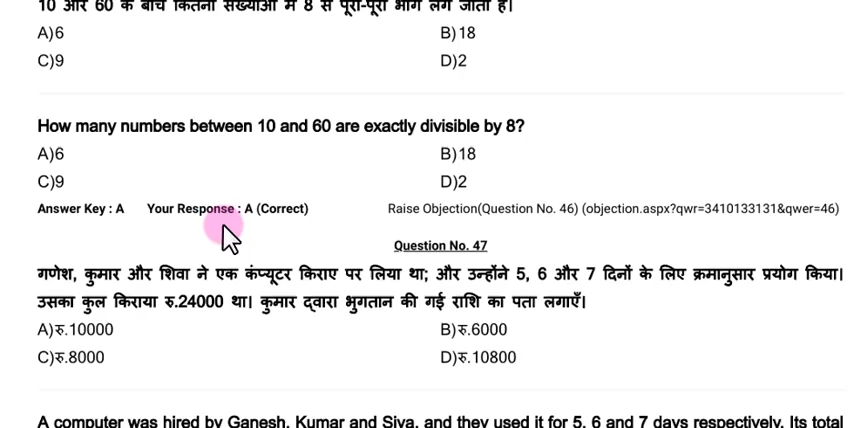 10 और 60 के बीच कितनी संख्याओं में 8 से पूरा-पूरा भाग लग जाता है।
A)6 B)18
C)9 D)2
How many numbers between 10 and 60 are exactly divisible by 8?
A)6 B)18
C)9 D)2
Answer Key : A Your Response : A (Correct) Raise Objection(Question No. 46) (objection.aspx?qwr=3410133131&qwer=46)
Question No. 47
गणेश, कुमार और शिवा ने एक कंप्यूटर किराए पर लिया था; और उन्होंने 5, 6 और 7 दिनों के लिए क्रमानुसार प्रयोग किया।
उसका कुल किराया रु.24000 था। कुमार द्वारा भुगतान की गई राशि का पता लगाएँ।
A)रु.10000 B)रु.6000
C)रु.8000 D)रु.10800
A computer was hired by Ganesh, Kumar and Siva, and they used it for 5, 6 and 7 days respectively. Its total